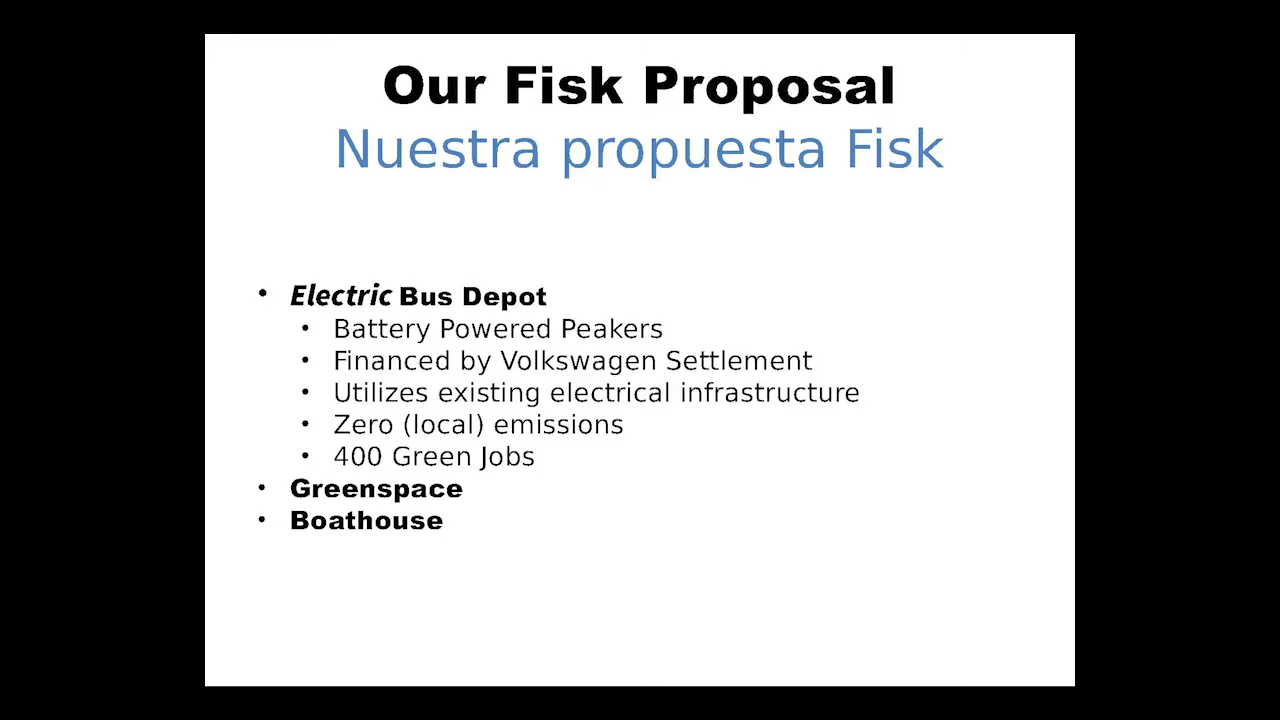 Our Fisk Proposal
Nuestra propuesta Fisk
• Electric Bus Depot
• Battery Powered Peakers
• Financed by Volkswagen Settlement
• Utilizes existing electrical infrastructure
• Zero (local) emissions
• 400 Green Jobs
• Greenspace
• Boathouse